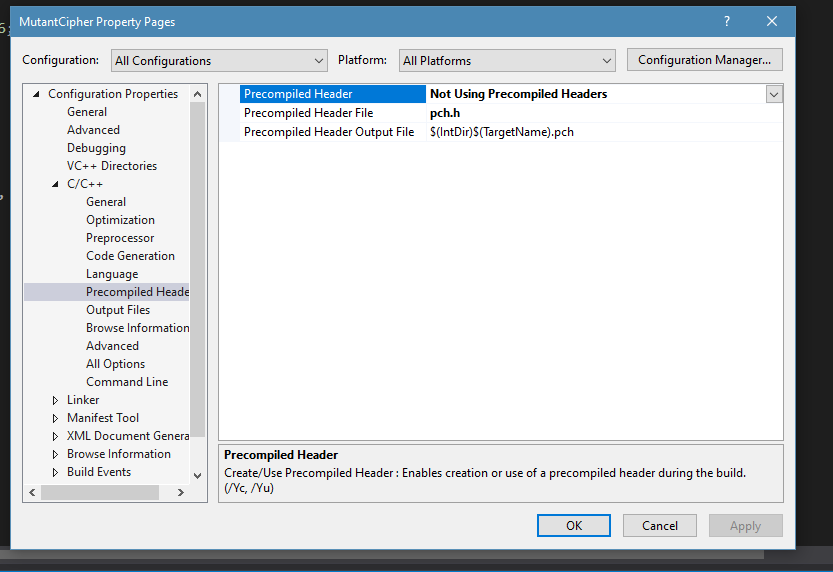 MutantCipher Property Pages
?
Configuration: All Configurations Platform: All Platforms Configuration Manager...
Configuration Properties
General
Advanced
Debugging
VC++ Directories
C/C++
General
Optimization
Preprocessor
Code Generation
Language
Precompiled Heade
Output Files
Browse Information
Advanced
All Options
Command Line
Linker
Manifest Tool
XML Document Genera
Browse Information
Build Events
Precompiled Header Not Using Precompiled Headers
Precompiled Header File pch.h
Precompiled Header Output File $(IntDir)$(TargetName).pch
Precompiled Header
Create/Use Precompiled Header : Enables creation or use of a precompiled header during the build.
(/Yc, /Yu)
OK Cancel Apply